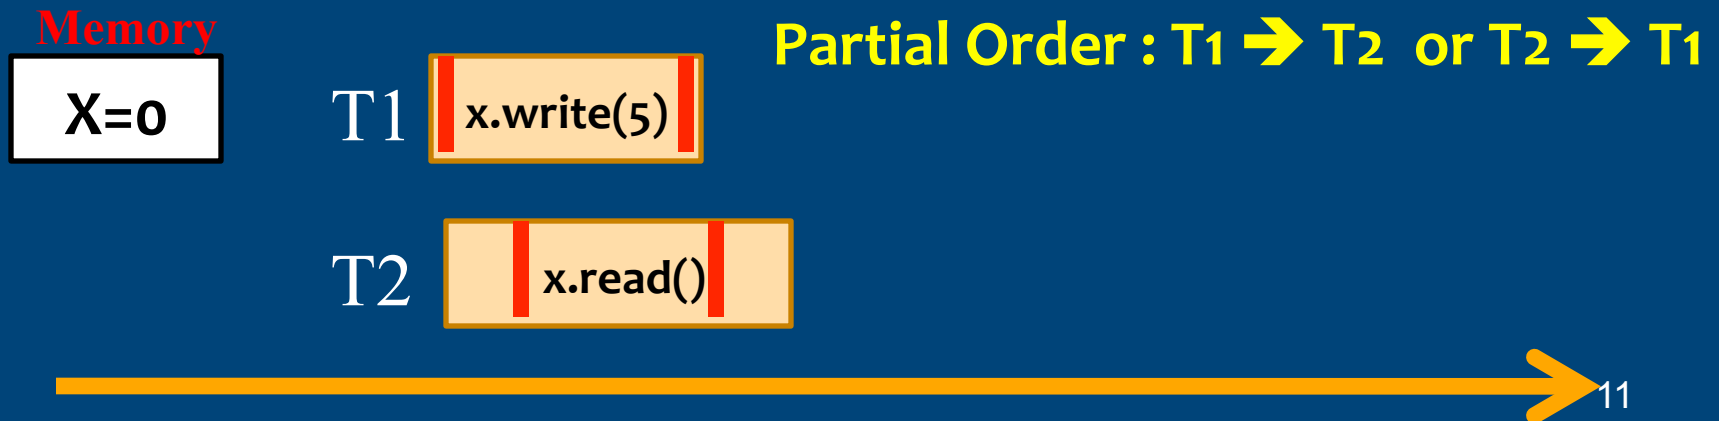 Memory
Partial Order : T1 ➔ T2 or T2 ➔ T1
X=0
T1
x.write(5)
T2
x.read()
11